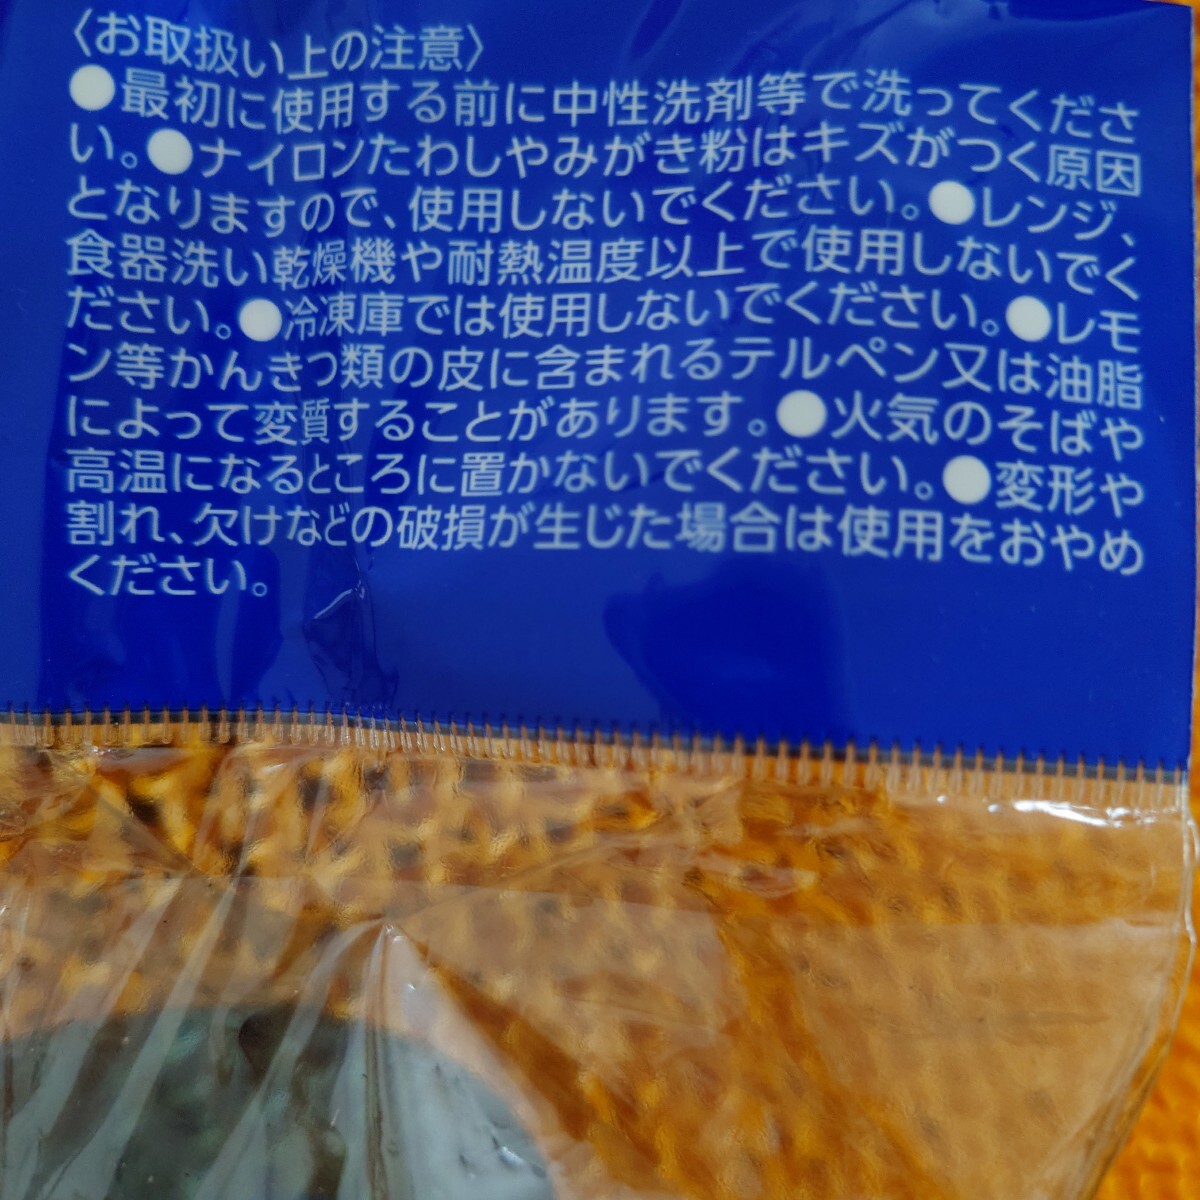 〈お取扱い上の注意〉
●最初に使用する前に中性洗剤等で洗ってくださ
い。●ナイロンたわしやみがき粉はキズがつく原因
となりますので、使用しないでください。●レンジ、
食器洗い乾燥機や耐熱温度以上で使用しないでく
ださい。●冷凍庫では使用しないでください。●レモ
ン等かんきつ類の皮に含まれるテルペン又は油脂
によって変質することがあります。●火気のそばや
高温になるところに置かないでください。●変形や
割れ、欠けなどの破損が生じた場合は使用をおやめ
ください。